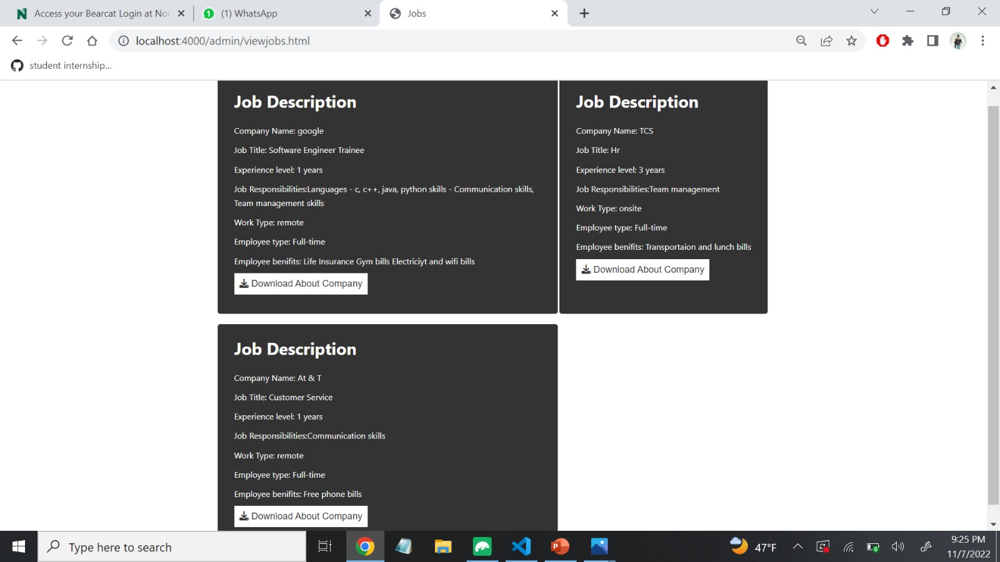 Access your Bearcat Login at Nor
(1) WhatsApp
Jobs
localhost:4000/admin/viewjobs.html
student internship...
Job Description
Company Name: google
Job Title: Software Engineer Trainee
Experience level: 1 years
Job Responsibilities:Languages - c, c++, java, python skills - Communication skills,
Team management skills
Work Type: remote
Employee type: Full-time
Employee benifits: Life Insurance Gym bills Electriciyt and wifi bills
Download About Company
Job Description
Company Name: TCS
Job Title: Hr
Experience level: 3 years
Job Responsibilities:Team management
Work Type: onsite
Employee type: Full-time
Employee benifits: Transportaion and lunch bills
Download About Company
Job Description
Company Name: At & T
Job Title: Customer Service
Experience level: 1 years
Job Responsibilities:Communication skills
Work Type: remote
Employee type: Full-time
Employee benifits: Free phone bills
Download About Company
Type here to search
47°F
9:25 PM
11/7/2022